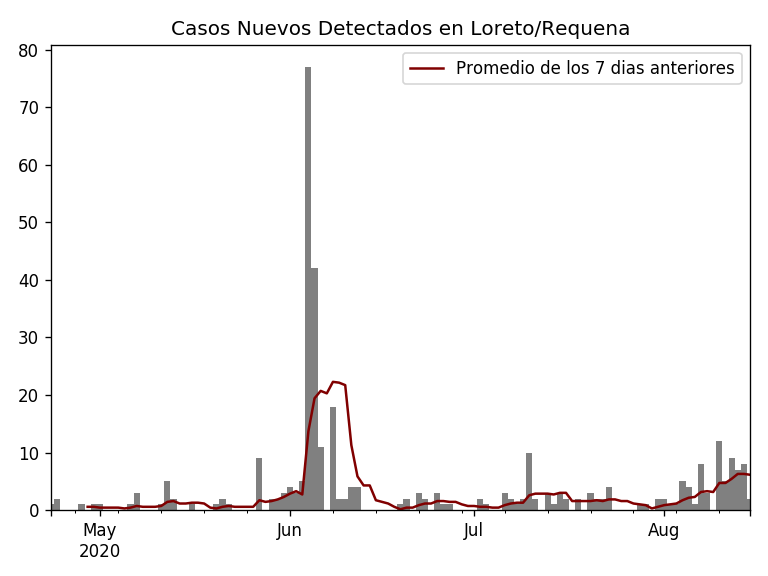 Casos Nuevos Detectados en Loreto/Requena
Promedio de los 7 dias anteriores
80
70
60
50
40
30
20
10
0
May
2020
Jun
Jul
Aug